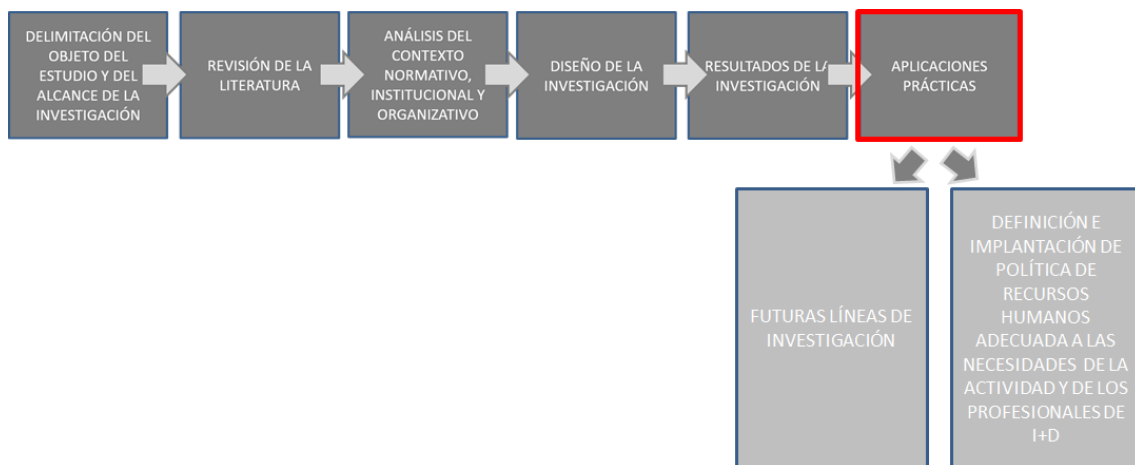 DELIMITACIÓN DEL
OBJETO DEL
ESTUDIO Y DEL
ALCANCE DE LA
INVESTIGACIÓN
REVISIÓN DE LA
LITERATURA
ANÁLISIS DEL
CONTEXTO
NORMATIVO,
INSTITUCIONAL Y
ORGANIZATIVO
DISEÑO DE LA
INVESTIGACIÓN
RESULTADOS DE LA
INVESTIGACIÓN
APLICACIONES
PRÁCTICAS
FUTURAS LÍNEAS DE
INVESTIGACIÓN
DEFINICIÓN E
IMPLANTACIÓN DE
POLÍTICA DE
RECURSOS
HUMANOS
ADECUADA A LAS
NECESIDADES DE LA
ACTIVIDAD Y DE LOS
PROFESIONALES DE
I+D